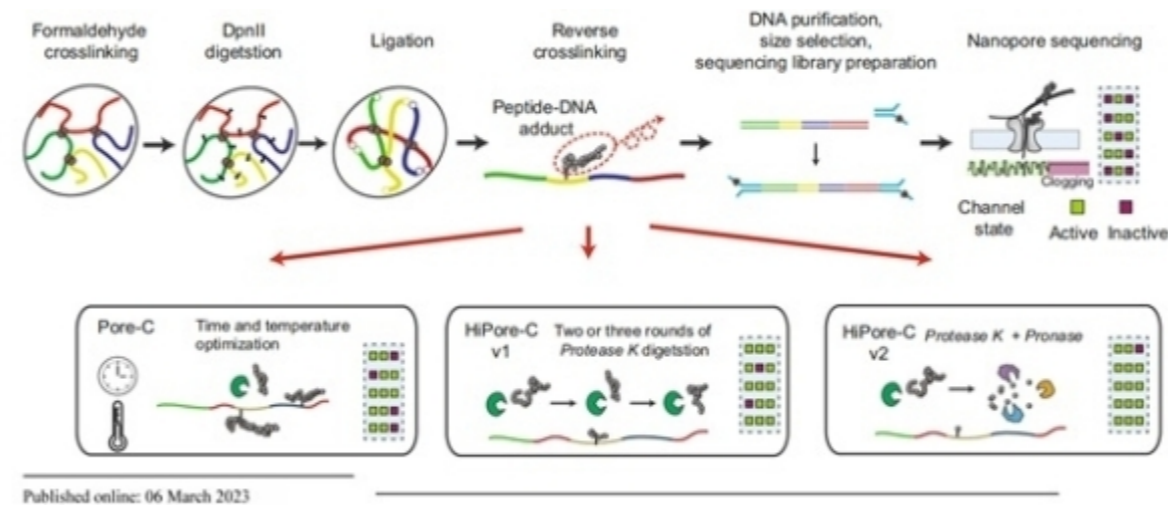 Formaldehyde
crosslinking
DpnII
digetstion
Ligation
Reverse
crosslinking
DNA purification,
size selection,
sequencing library preparation
Nanopore sequencing
Peptide-DNA
adduct
Clogging
Channel
state
Active
Inactive
Pore-C
Time and temperature
optimization
HiPore-C
v1
Two or three rounds of
Protease K digetstion
HiPore-C
v2
Protease K + Pronase
Published online: 06 March 2023